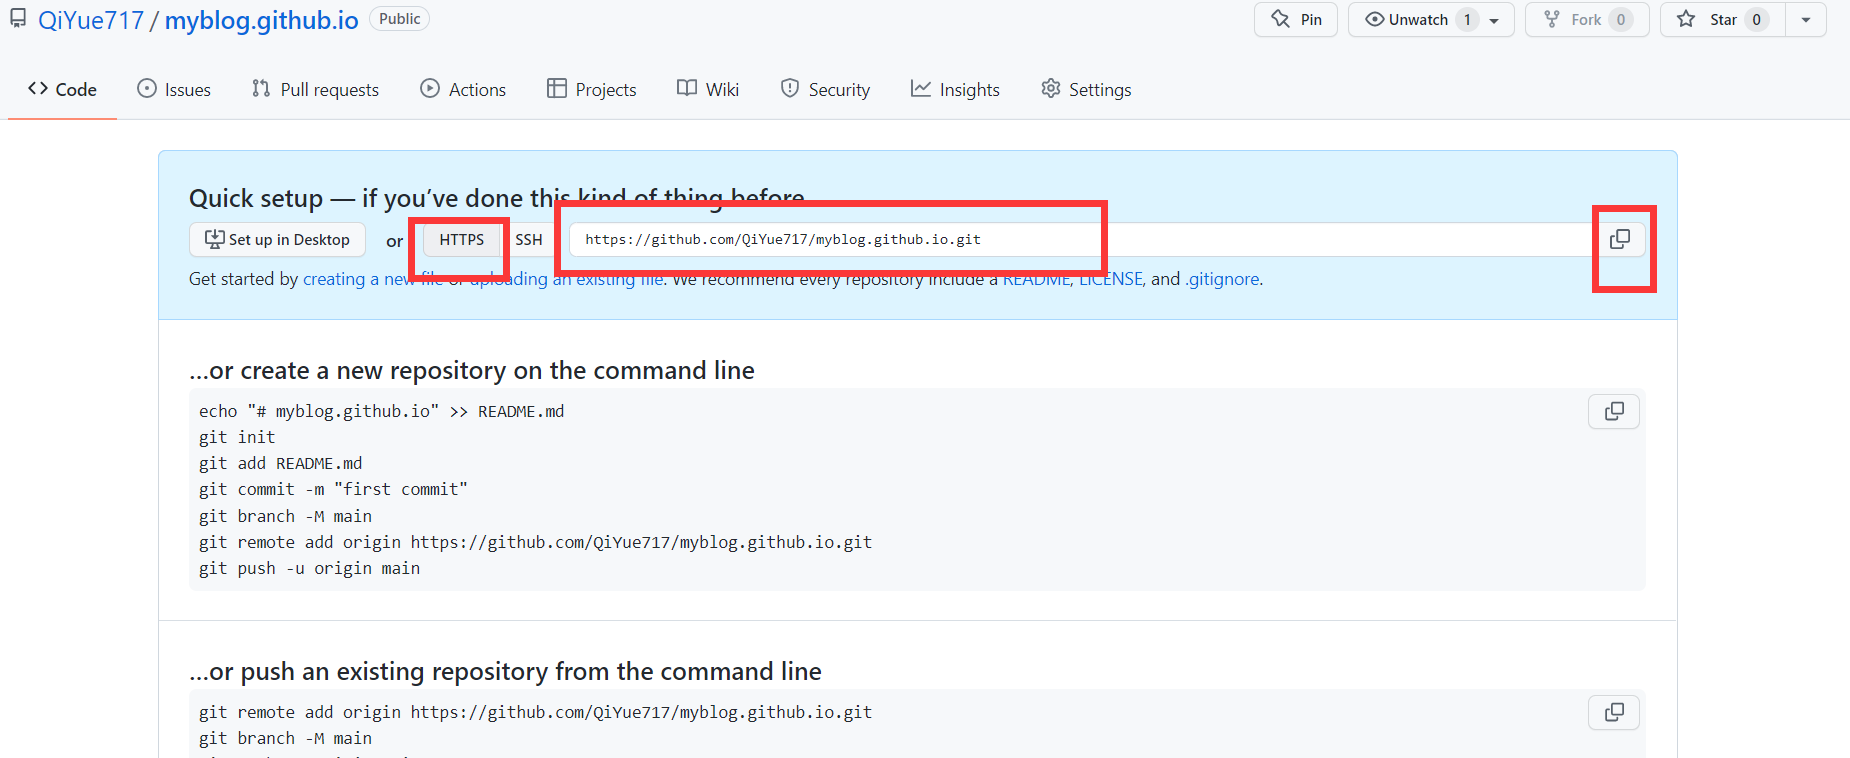 QiYue717 / myblog.github.io Public
Pin Unwatch 1 Fork 0 Star 0
Code Issues Pull requests Actions Projects Wiki Security Insights Settings
Quick setup — if you’ve done this kind of thing before
Set up in Desktop or HTTPS SSH https://github.com/QiYue717/myblog.github.io.git
Get started by creating a new file or uploading an existing file. We recommend every repository include a README, LICENSE, and .gitignore.
…or create a new repository on the command line
echo "# myblog.github.io" >> README.md
git init
git add README.md
git commit -m "first commit"
git branch -M main
git remote add origin https://github.com/QiYue717/myblog.github.io.git
git push -u origin main
…or push an existing repository from the command line
git remote add origin https://github.com/QiYue717/myblog.github.io.git
git branch -M main